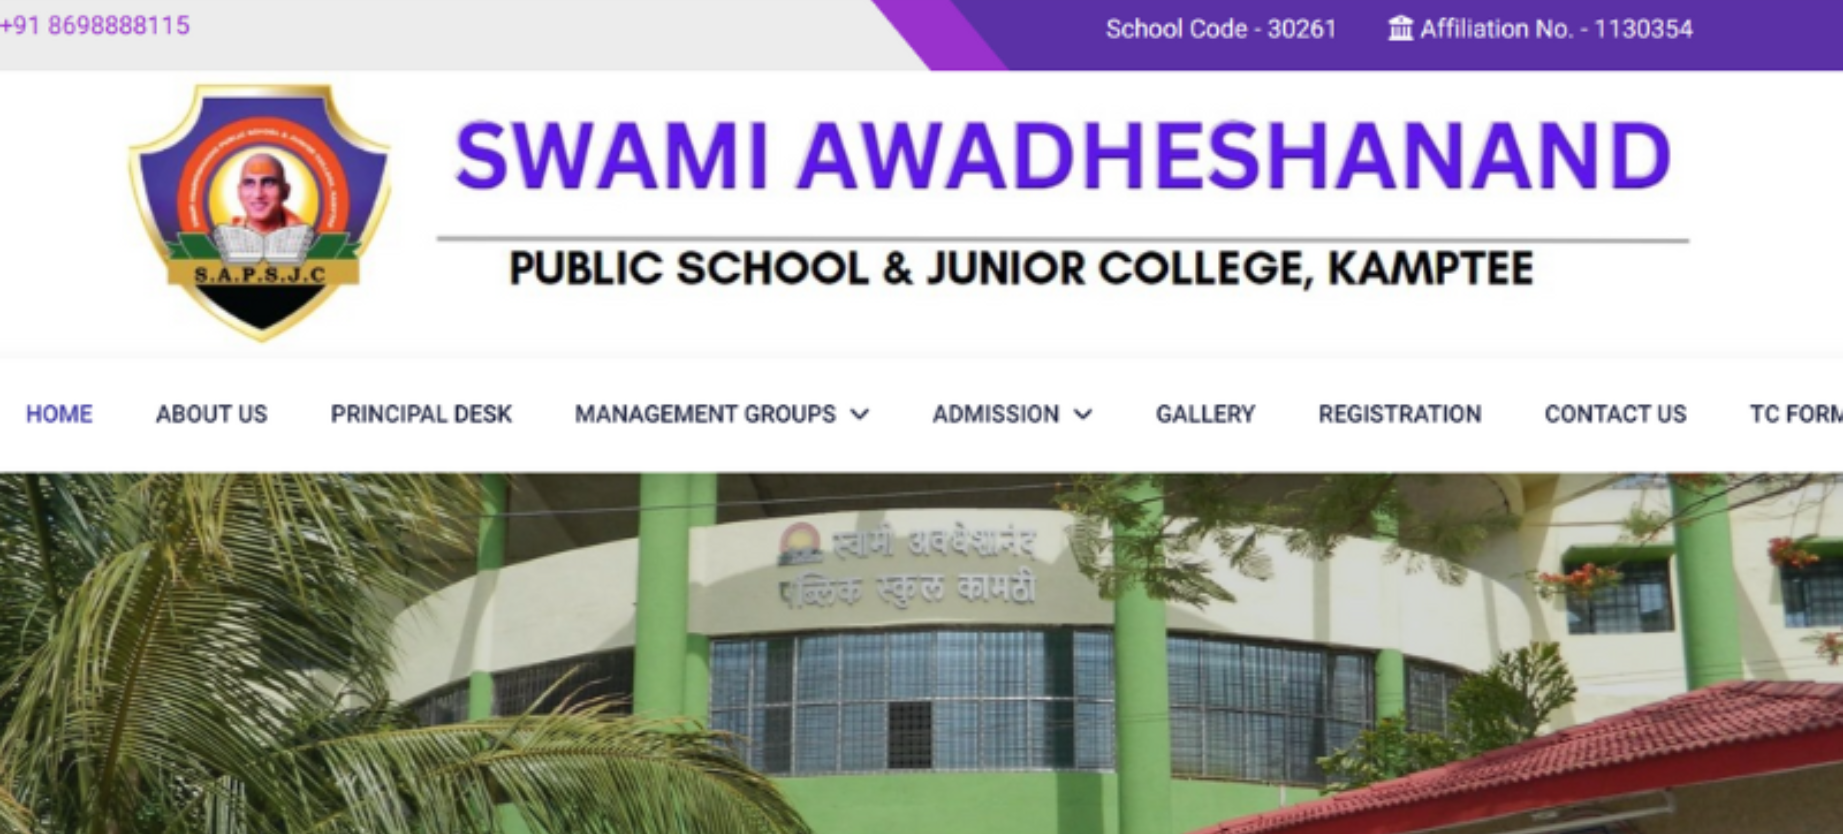 +91 8698888115
School Code - 30261
Affiliation No. - 1130354
SWAMI AWADHESHANAND
PUBLIC SCHOOL & JUNIOR COLLEGE, KAMPTEE
S.A.P.S.J.C
HOME
ABOUT US
PRINCIPAL DESK
MANAGEMENT GROUPS
ADMISSION
GALLERY
REGISTRATION
CONTACT US
TC FORM
स्वामी अवधेशानंद
पब्लिक स्कुल कामठी